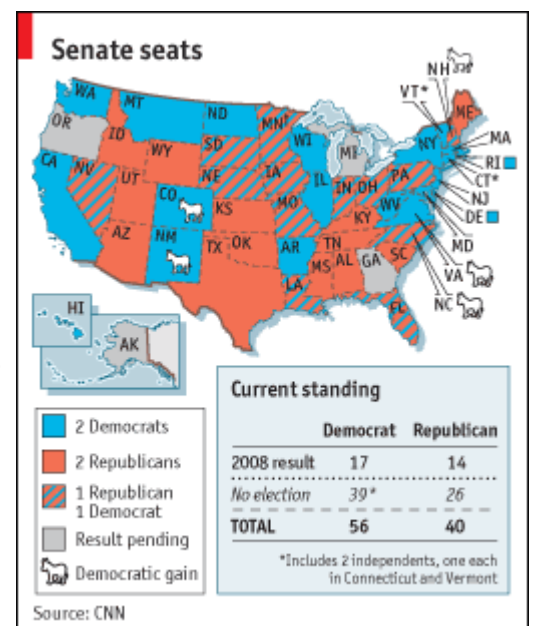 Senate seats
NH
VT*
WA
MT
ND
MN†
ME
OR
ID
SD
WI
MI
NY
MA
WY
RI
CA
NV
NE
IA
PA
CT*
UT
CO
IL
IN
OH
NJ
KS
MO
WV
DE
KY
MD
AZ
NM
OK
AR
TN
VA
TX
MS
AL
GA
SC
NC
LA
FL
HI
AK
Current standing
Democrat Republican
2008 result 17 14
No election 39* 26
TOTAL 56 40
*Includes 2 independents, one each
in Connecticut and Vermont
2 Democrats
2 Republicans
1 Republican
1 Democrat
Result pending
Democratic gain
Source: CNN